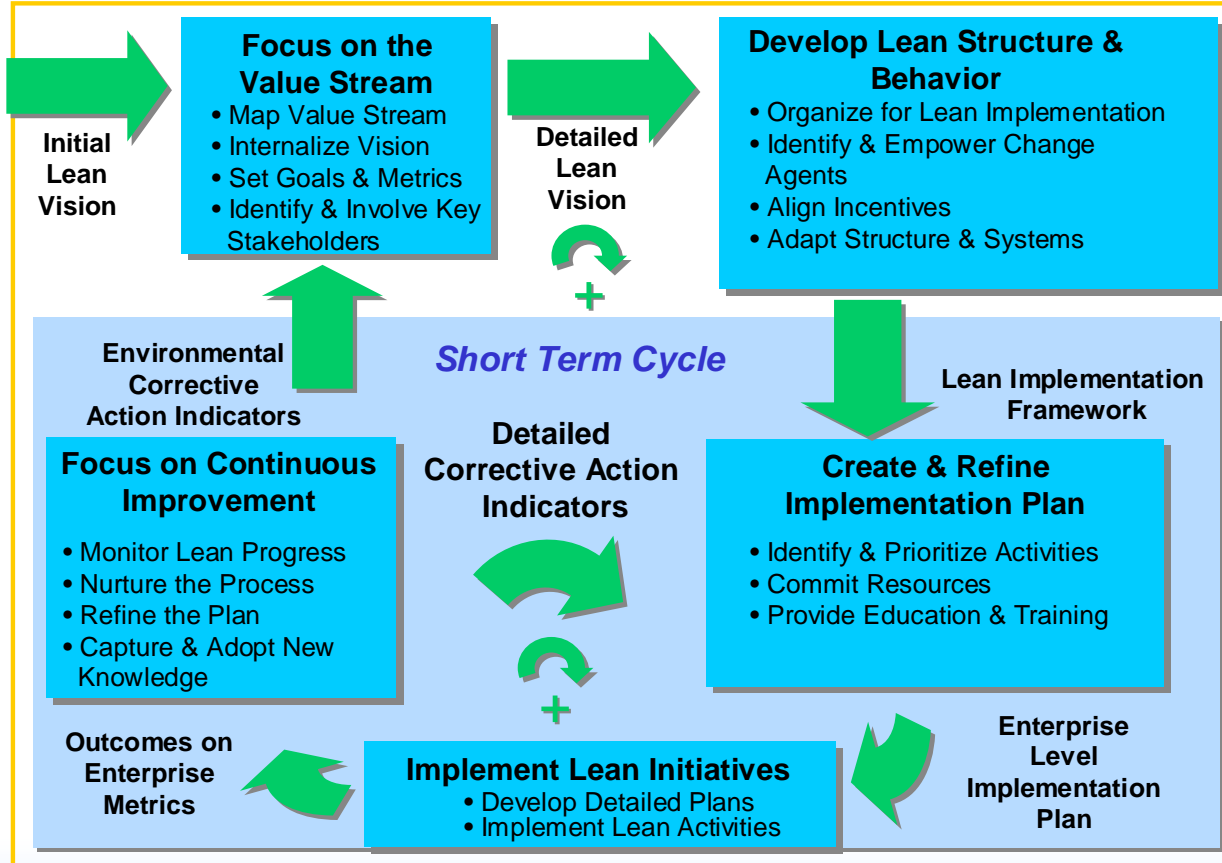 Focus on the
Value Stream
• Map Value Stream
• Internalize Vision
• Set Goals & Metrics
• Identify & Involve Key
Stakeholders
Initial
Lean
Vision
Detailed
Lean
Vision
+
Develop Lean Structure &
Behavior
• Organize for Lean Implementation
• Identify & Empower Change
Agents
• Align Incentives
• Adapt Structure & Systems
Short Term Cycle
Environmental
Corrective
Action Indicators
Lean Implementation
Framework
Focus on Continuous
Improvement
• Monitor Lean Progress
• Nurture the Process
• Refine the Plan
• Capture & Adopt New
Knowledge
Detailed
Corrective Action
Indicators
+
Create & Refine
Implementation Plan
• Identify & Prioritize Activities
• Commit Resources
• Provide Education & Training
Outcomes on
Enterprise
Metrics
Implement Lean Initiatives
• Develop Detailed Plans
• Implement Lean Activities
Enterprise
Level
Implementation
Plan